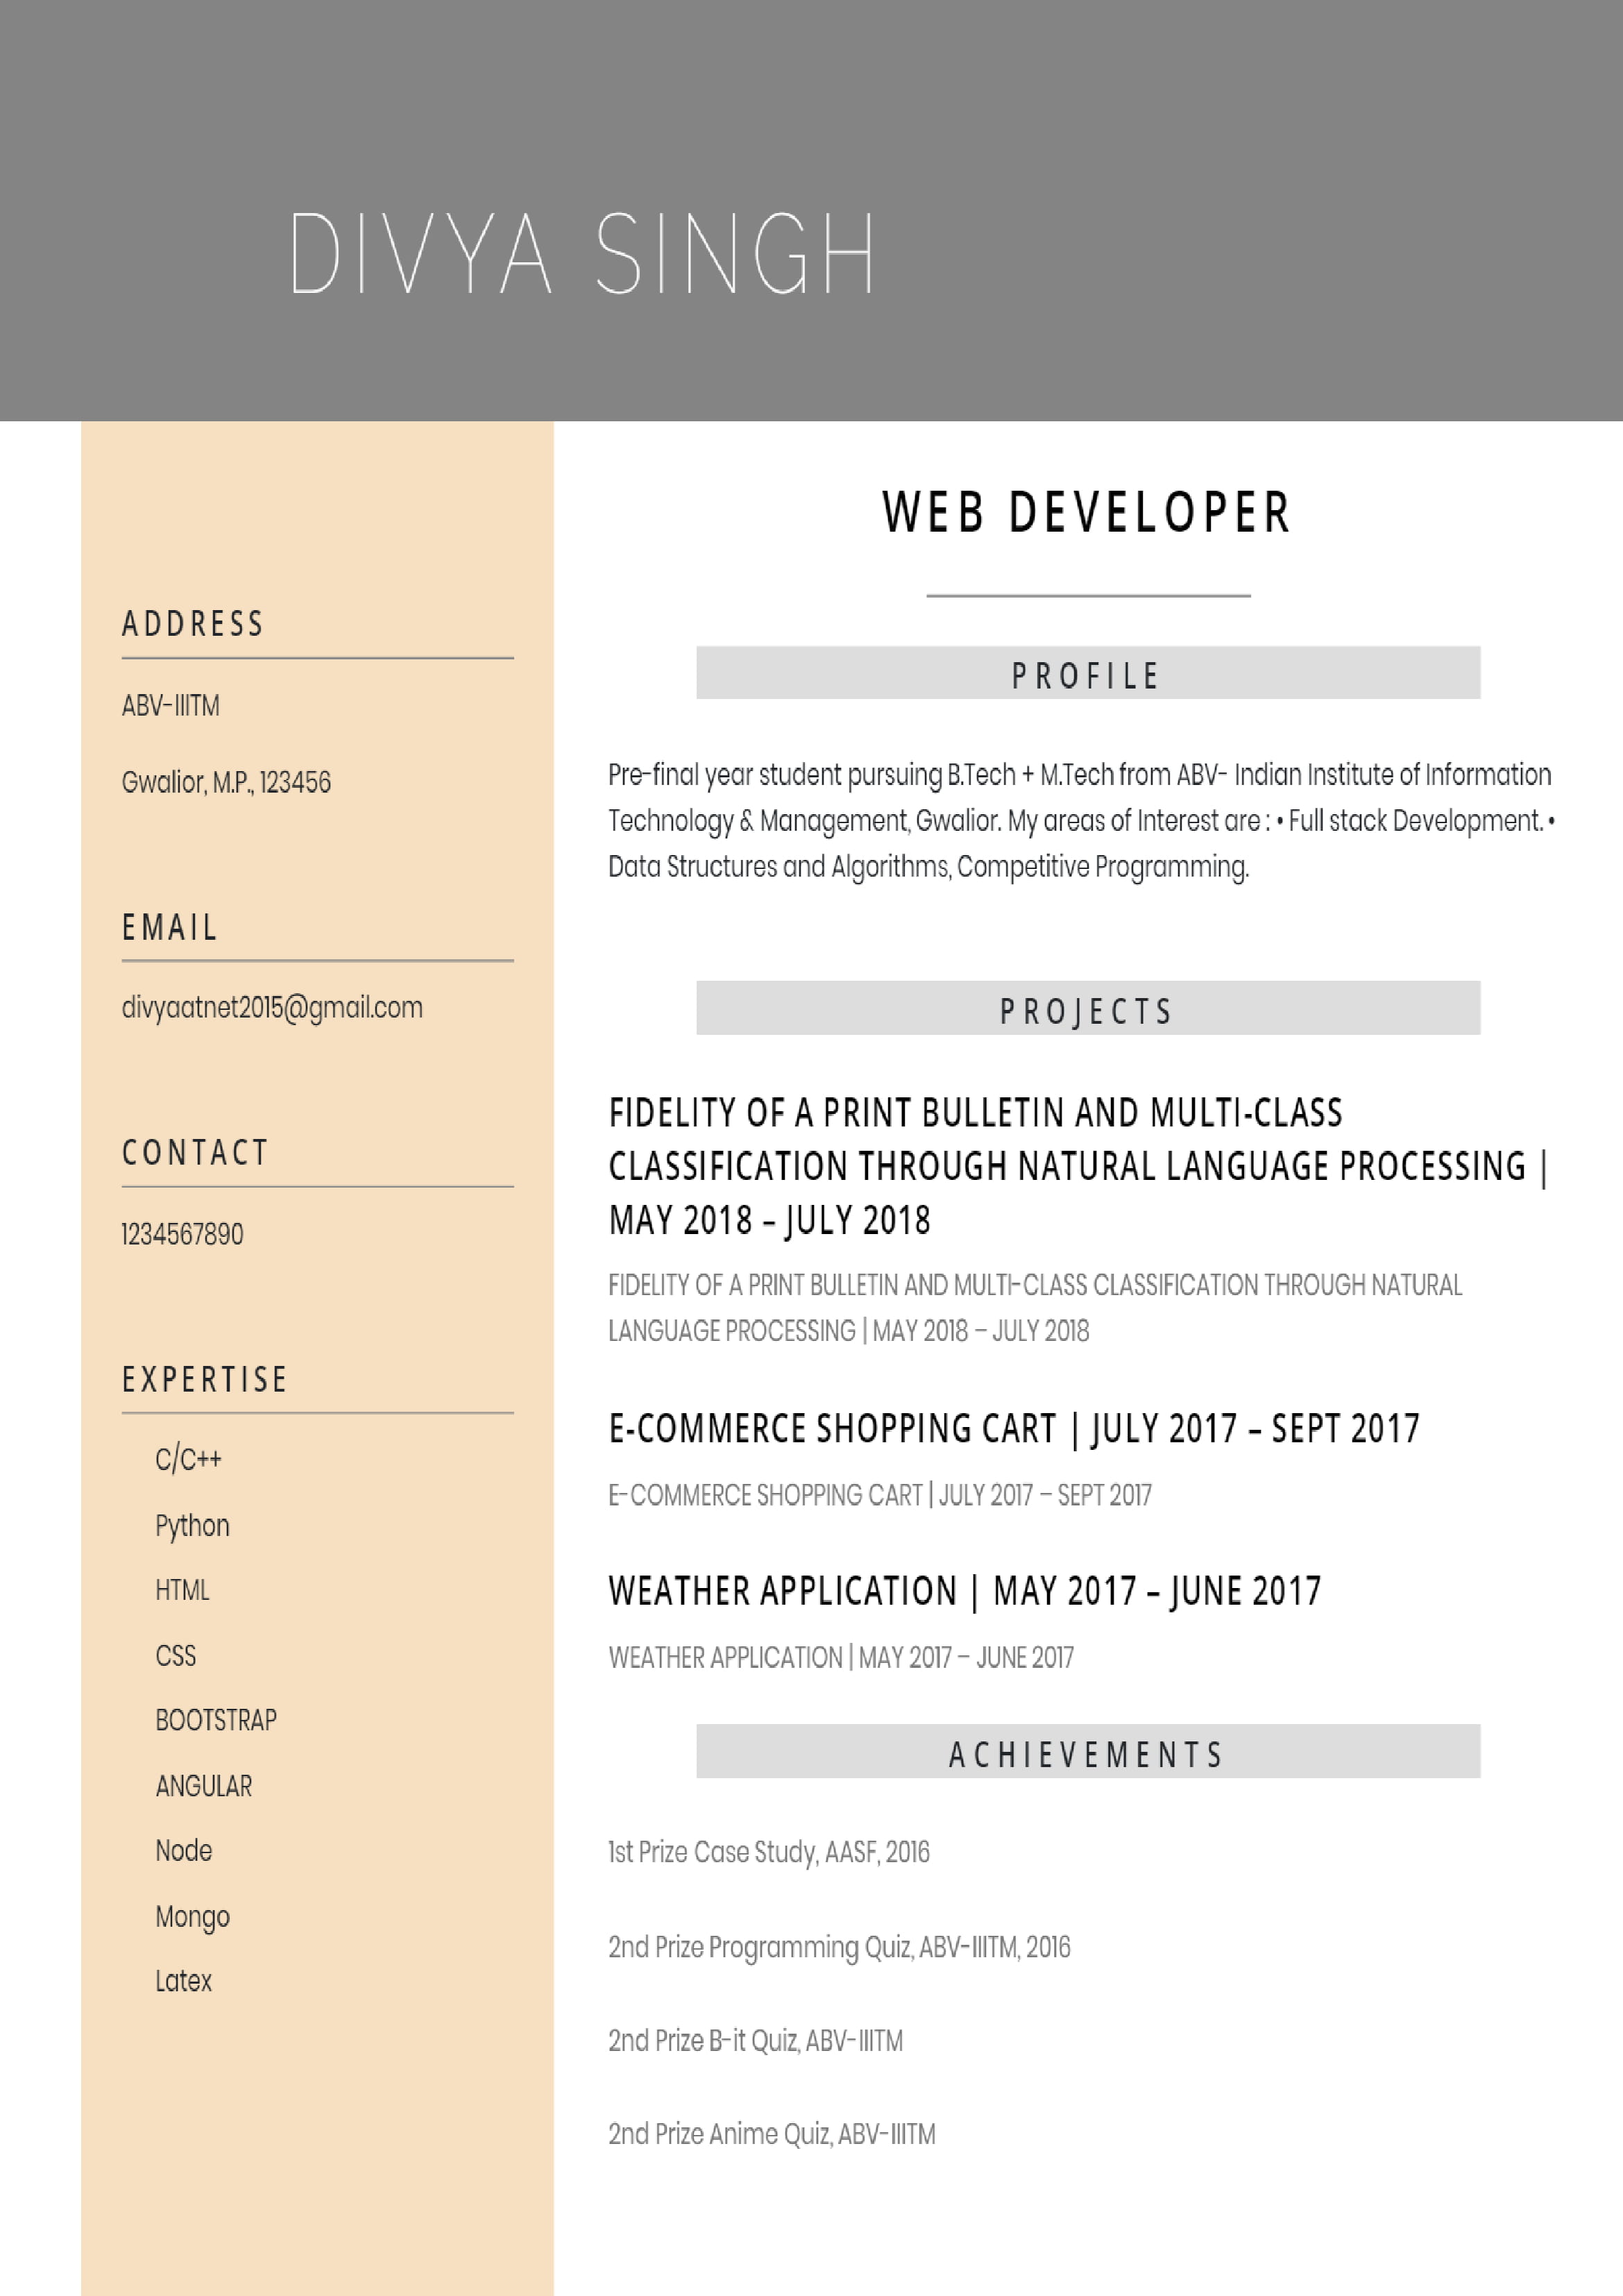 DIVYA SINGH
ADDRESS
ABV-IIITM
Gwalior, M.P., 123456
EMAIL
divyaatnet2015@gmail.com
CONTACT
1234567890
EXPERTISE
C/C++
Python
HTML
CSS
BOOTSTRAP
ANGULAR
Node
Mongo
Latex
WEB DEVELOPER
PROFILE
Pre-final year student pursuing B.Tech + M.Tech from ABV- Indian Institute of Information
Technology & Management, Gwalior. My areas of Interest are : • Full stack Development. •
Data Structures and Algorithms, Competitive Programming.
PROJECTS
FIDELITY OF A PRINT BULLETIN AND MULTI-CLASS
CLASSIFICATION THROUGH NATURAL LANGUAGE PROCESSING |
MAY 2018 – JULY 2018
FIDELITY OF A PRINT BULLETIN AND MULTI-CLASS CLASSIFICATION THROUGH NATURAL
LANGUAGE PROCESSING | MAY 2018 – JULY 2018
E-COMMERCE SHOPPING CART | JULY 2017 – SEPT 2017
E-COMMERCE SHOPPING CART | JULY 2017 – SEPT 2017
WEATHER APPLICATION | MAY 2017 – JUNE 2017
WEATHER APPLICATION | MAY 2017 – JUNE 2017
ACHIEVEMENTS
1st Prize Case Study, AASF, 2016
2nd Prize Programming Quiz, ABV-IIITM, 2016
2nd Prize B-it Quiz, ABV-IIITM
2nd Prize Anime Quiz, ABV-IIITM